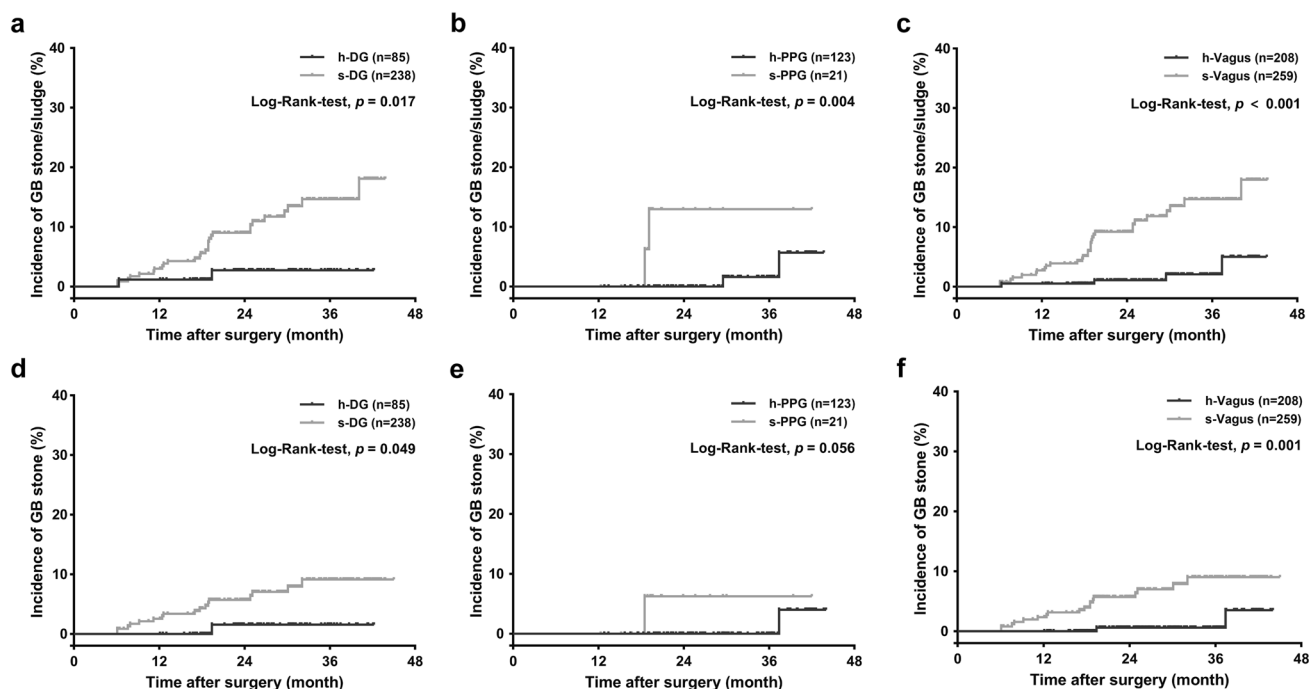 a
h-DG (n=85)
s-DG (n=238)
Log-Rank-test, p = 0.017
Incidence of GB stone/sludge (%)
40
30
20
10
0
0 12 24 36 48
Time after surgery (month)
b
h-PPG (n=123)
s-PPG (n=21)
Log-Rank-test, p = 0.004
Incidence of GB stone/sludge (%)
40
30
20
10
0
0 12 24 36 48
Time after surgery (month)
c
h-Vagus (n=208)
s-Vagus (n=259)
Log-Rank-test, p < 0.001
Incidence of GB stone/sludge (%)
40
30
20
10
0
0 12 24 36 48
Time after surgery (month)
d
h-DG (n=85)
s-DG (n=238)
Log-Rank-test, p = 0.049
Incidence of GB stone (%)
40
30
20
10
0
0 12 24 36 48
Time after surgery (month)
e
h-PPG (n=123)
s-PPG (n=21)
Log-Rank-test, p = 0.056
Incidence of GB stone (%)
40
30
20
10
0
0 12 24 36 48
Time after surgery (month)
f
h-Vagus (n=208)
s-Vagus (n=259)
Log-Rank-test, p = 0.001
Incidence of GB stone (%)
40
30
20
10
0
0 12 24 36 48
Time after surgery (month)